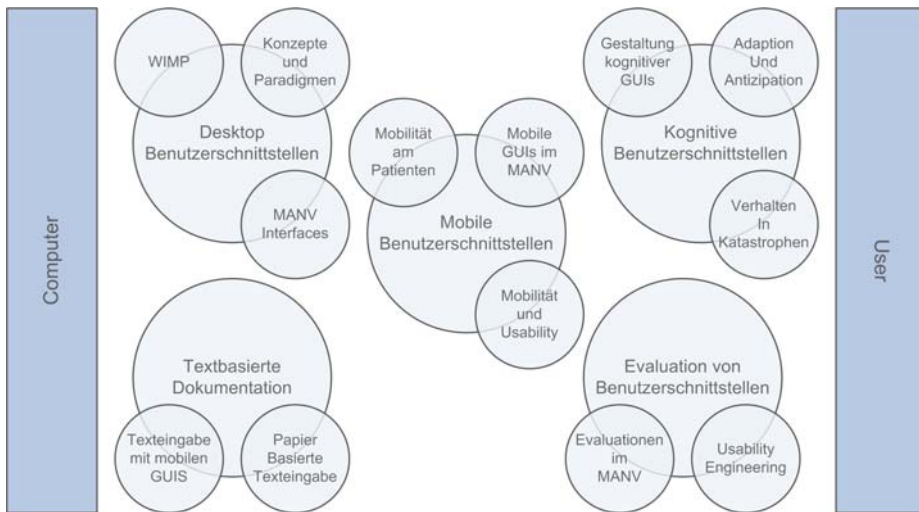 Computer
WIMP
Konzepte
und
Paradigmen
Desktop
Benutzerschnittstellen
MANV
Interfaces
Textbasierte
Dokumentation
Texteingabe
mit mobilen
GUIS
Papier
Basierte
Texteingabe
Mobilität
am
Patienten
Mobile
GUIs im
MANV
Mobile
Benutzerschnittstellen
Mobilität
und
Usability
Gestaltung
kognitiver
GUIs
Adaption
Und
Antizipation
Kognitive
Benutzerschnittstellen
Verhalten
In
Katastrophen
Evaluation von
Benutzerschnittstellen
Evaluationen
im
MANV
Usability
Engineering
User